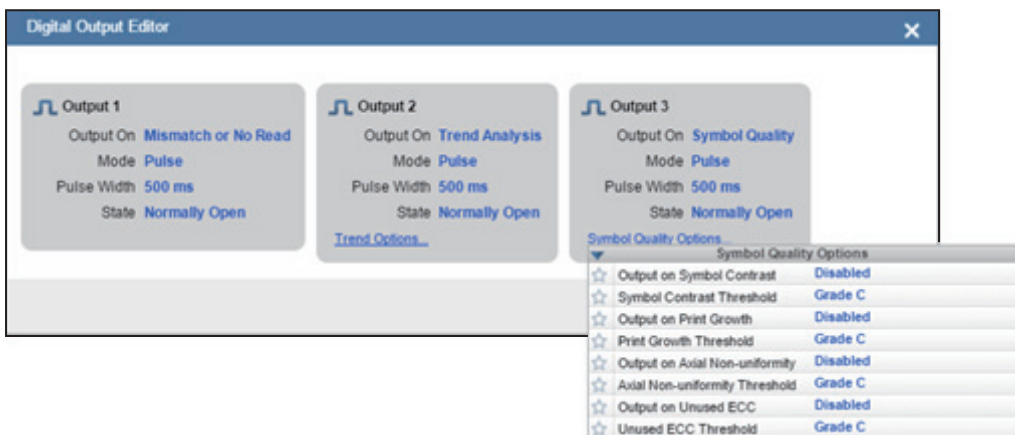 Digital Output Editor
Output 1
Output On Mismatch or No Read
Mode Pulse
Pulse Width 500 ms
State Normally Open
Output 2
Output On Trend Analysis
Mode Pulse
Pulse Width 500 ms
State Normally Open
Trend Options...
Output 3
Output On Symbol Quality
Mode Pulse
Pulse Width 500 ms
State Normally Open
Symbol Quality Options...
Symbol Quality Options
Output on Symbol Contrast Disabled
Symbol Contrast Threshold Grade C
Output on Print Growth Disabled
Print Growth Threshold Grade C
Output on Axial Non-uniformity Disabled
Axial Non-uniformity Threshold Grade C
Output on Unused ECC Disabled
Unused ECC Threshold Grade C